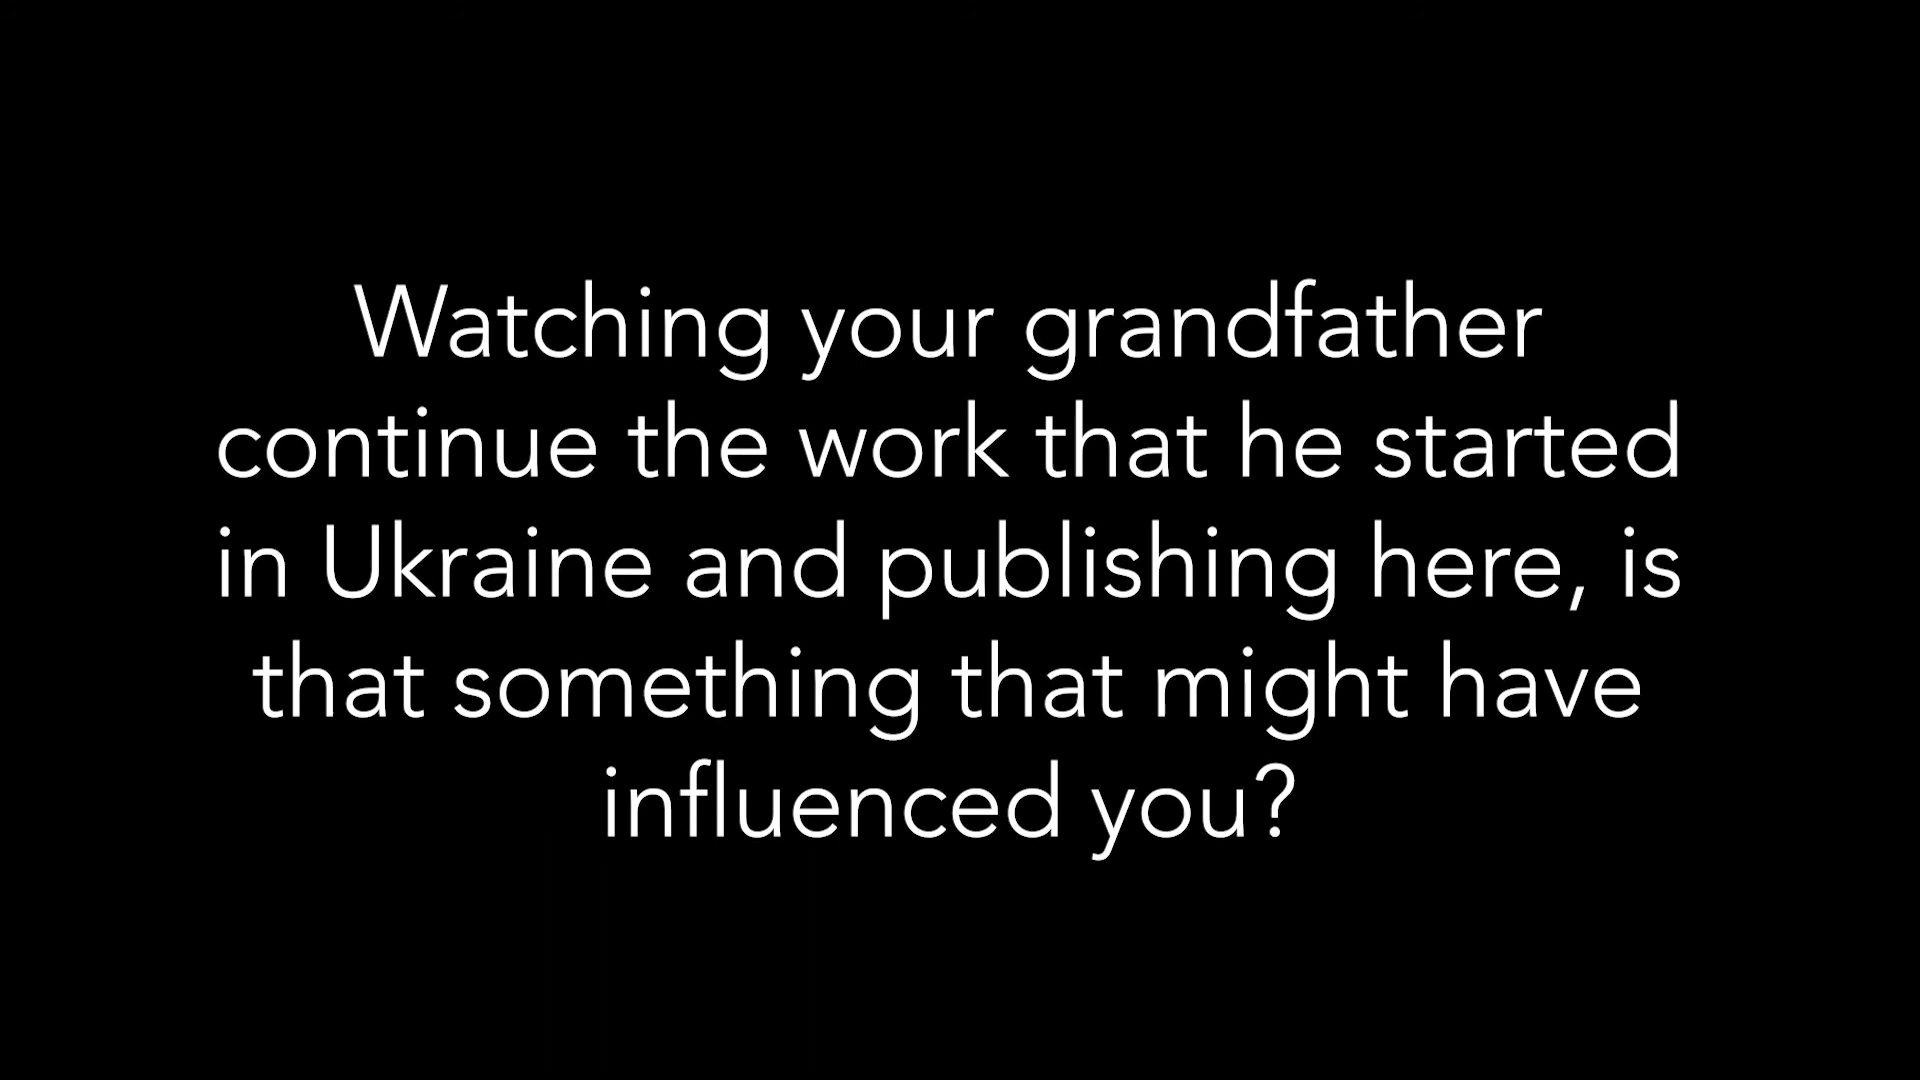 Watching your grandfather
continue the work that he started
in Ukraine and publishing here, is
that something that might have
influenced you?